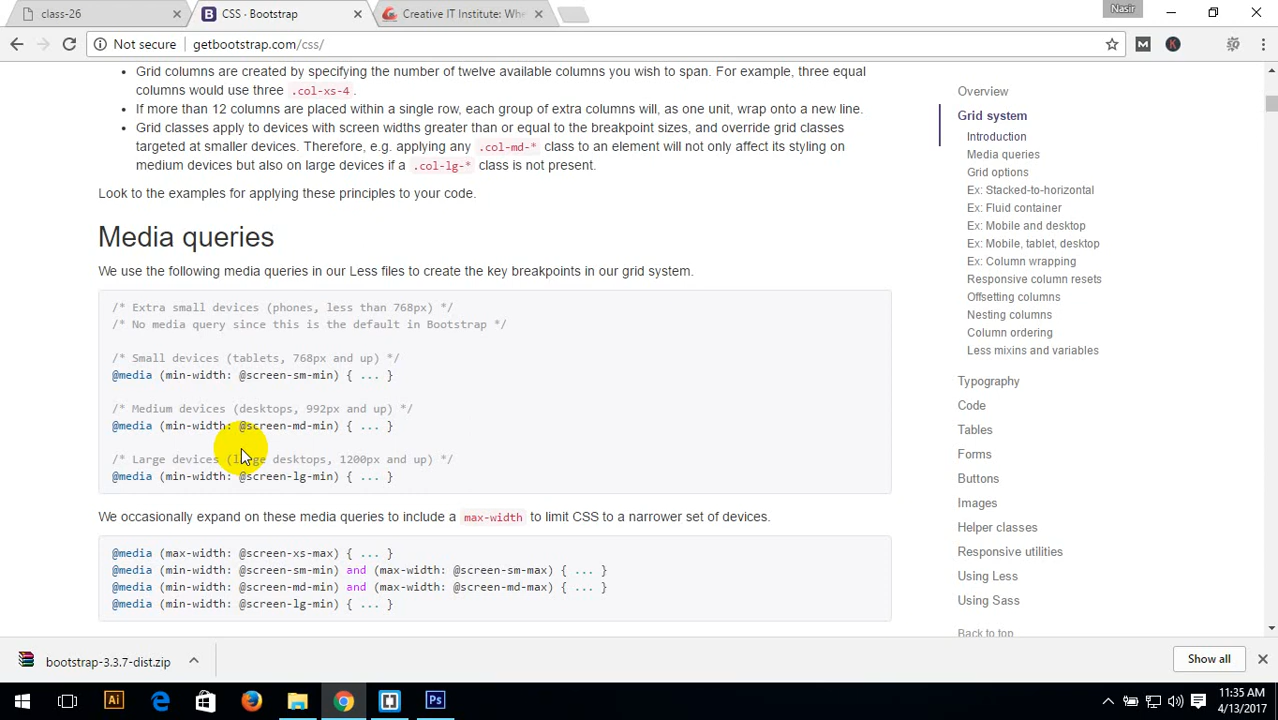 class-26
CSS · Bootstrap
Creative IT Institute: Whe
Nasir
Not secure
getbootstrap.com/css/
Grid columns are created by specifying the number of twelve available columns you wish to span. For example, three equal
columns would use three .col-xs-4.
If more than 12 columns are placed within a single row, each group of extra columns will, as one unit, wrap onto a new line.
Grid classes apply to devices with screen widths greater than or equal to the breakpoint sizes, and override grid classes
targeted at smaller devices. Therefore, e.g. applying any .col-md-* class to an element will not only affect its styling on
medium devices but also on large devices if a .col-lg-* class is not present.
Look to the examples for applying these principles to your code.
Media queries
We use the following media queries in our Less files to create the key breakpoints in our grid system.
/* Extra small devices (phones, less than 768px) */
/* No media query since this is the default in Bootstrap */
/* Small devices (tablets, 768px and up) */
@media (min-width: @screen-sm-min) { ... }
/* Medium devices (desktops, 992px and up) */
@media (min-width: @screen-md-min) { ... }
/* Large devices (large desktops, 1200px and up) */
@media (min-width: @screen-lg-min) { ... }
We occasionally expand on these media queries to include a max-width to limit CSS to a narrower set of devices.
@media (max-width: @screen-xs-max) { ... }
@media (min-width: @screen-sm-min) and (max-width: @screen-sm-max) { ... }
@media (min-width: @screen-md-min) and (max-width: @screen-md-max) { ... }
@media (min-width: @screen-lg-min) { ... }
Overview
Grid system
Introduction
Media queries
Grid options
Ex: Stacked-to-horizontal
Ex: Fluid container
Ex: Mobile and desktop
Ex: Mobile, tablet, desktop
Ex: Column wrapping
Responsive column resets
Offsetting columns
Nesting columns
Column ordering
Less mixins and variables
Typography
Code
Tables
Forms
Buttons
Images
Helper classes
Responsive utilities
Using Less
Using Sass
Back to top
bootstrap-3.3.7-dist.zip
Show all
11:35 AM
4/13/2017